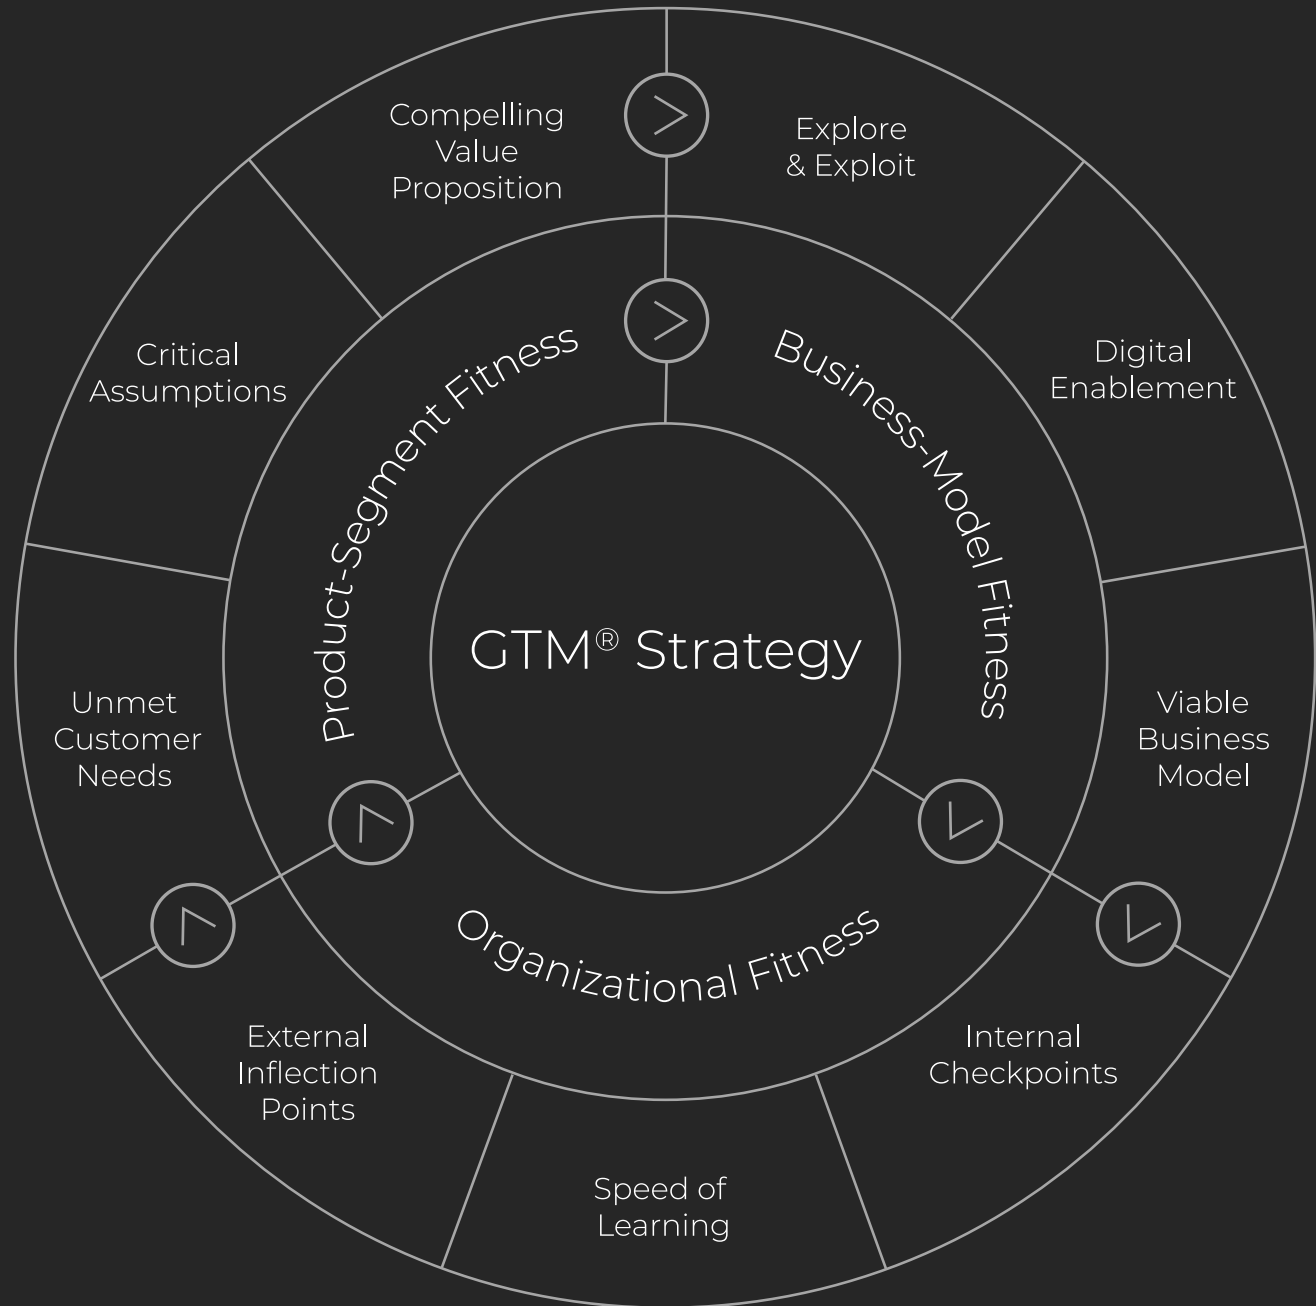 Compelling
Value
Proposition
Explore
& Exploit
Critical
Assumptions
Digital
Enablement
Product-Segment Fitness
Business-Model Fitness
GTM® Strategy
Unmet
Customer
Needs
Viable
Business
Model
Organizational Fitness
External
Inflection
Points
Internal
Checkpoints
Speed of
Learning